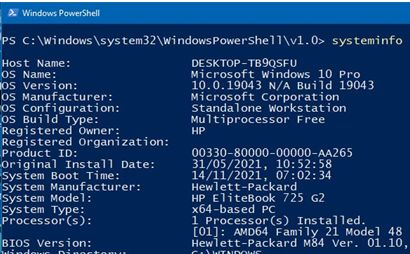 Windows PowerShell
PS C:\Windows\system32\WindowsPowerShell\v1.0> systeminfo
Host Name: DESKTOP-TB9QSFU
OS Name: Microsoft Windows 10 Pro
OS Version: 10.0.19043 N/A Build 19043
OS Manufacturer: Microsoft Corporation
OS Configuration: Standalone Workstation
OS Build Type: Multiprocessor Free
Registered Owner: HP
Registered Organization:
Product ID: 00330-80000-00000-AA265
Original Install Date: 31/05/2021, 10:52:58
System Boot Time: 14/11/2021, 07:02:34
System Manufacturer: Hewlett-Packard
System Model: HP EliteBook 725 G2
System Type: x64-based PC
Processor(s): 1 Processor(s) Installed.
[01]: AMD64 Family 21 Model 48
BIOS Version: Hewlett-Packard M84 Ver. 01.10,
Windows Directory: C:\WINDOWS